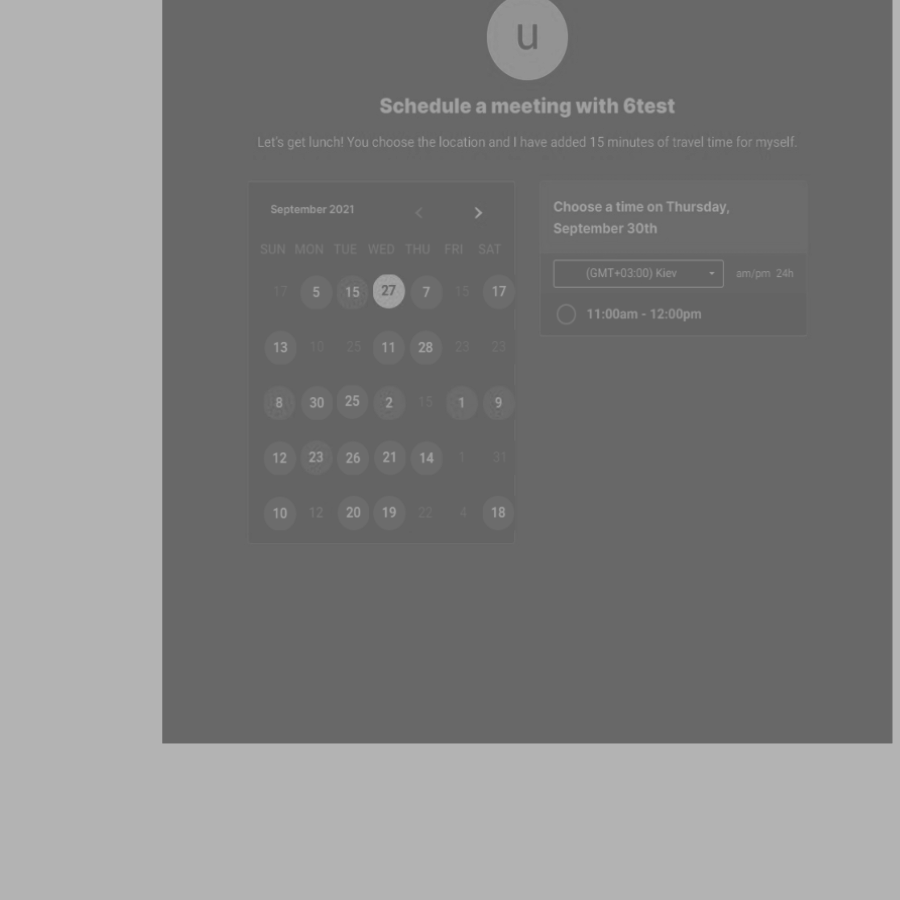 u
Schedule a meeting with 6test
Let's get lunch! You choose the location and I have added 15 minutes of travel time for myself.
September 2021
SUN MON TUE WED THU FRI SAT
17 5 15 27 7 15 17
13 10 25 11 28 23 23
8 30 25 2 15 1 9
12 23 26 21 14 1 31
10 12 20 19 22 4 18
Choose a time on Thursday,
September 30th
(GMT+03:00) Kiev am/pm 24h
11:00am - 12:00pm